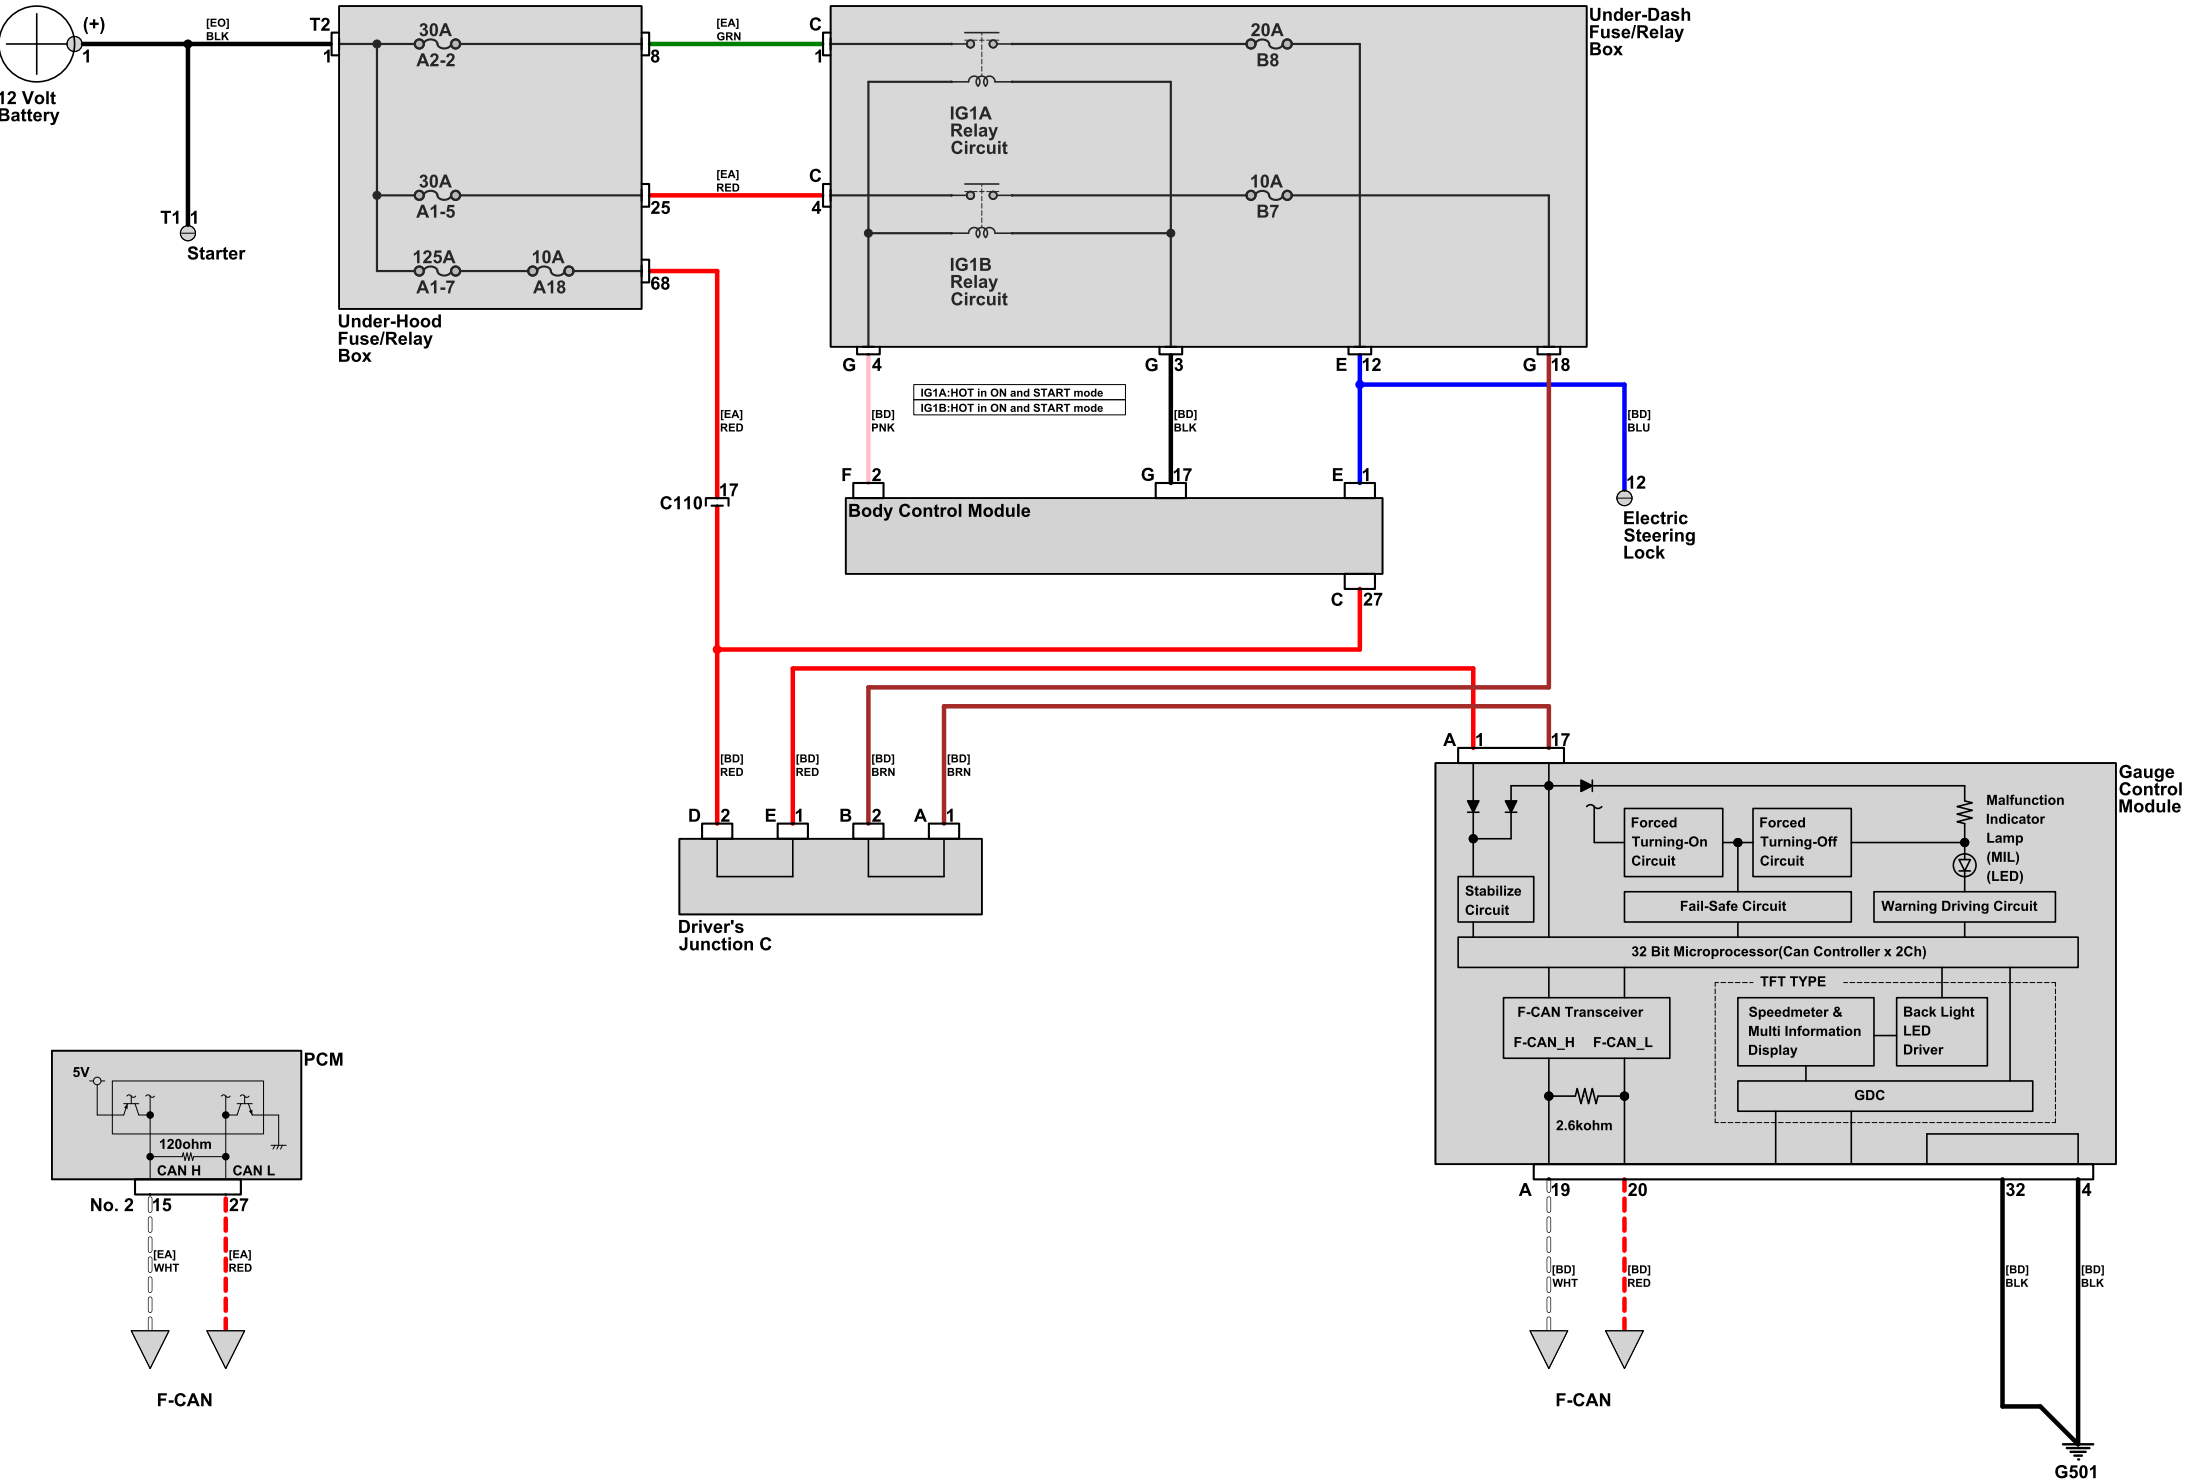 (+)
1
12 Volt
Battery
[EO]
BLK
T1
1
Starter
T2
1
30A
A2-2
30A
A1-5
125A
A1-7
10A
A18
8
25
68
Under-Hood
Fuse/Relay
Box
[EA]
GRN
[EA]
RED
C
1
C
4
20A
B8
IG1A
Relay
Circuit
10A
B7
IG1B
Relay
Circuit
Under-Dash
Fuse/Relay
Box
G
4
G
3
E
12
G
18
IG1A:HOT in ON and START mode
IG1B:HOT in ON and START mode
[EA]
RED
[BD]
PNK
[BD]
BLK
[BD]
BLU
C110
17
F
2
G
17
E
1
Body Control Module
C
27
12
Electric
Steering
Lock
[BD]
RED
[BD]
RED
[BD]
BRN
[BD]
BRN
D
2
E
1
B
2
A
1
Driver's
Junction C
A
1
17
Gauge
Control
Module
Malfunction
Indicator
Lamp
(MIL)
(LED)
Forced
Turning-On
Circuit
Forced
Turning-Off
Circuit
Stabilize
Circuit
Fail-Safe Circuit
Warning Driving Circuit
32 Bit Microprocessor(Can Controller x 2Ch)
TFT TYPE
F-CAN Transceiver
F-CAN_H
F-CAN_L
Speedmeter &
Multi Information
Display
Back Light
LED
Driver
GDC
2.6kohm
A
19
20
32
4
[BD]
WHT
[BD]
RED
[BD]
BLK
[BD]
BLK
F-CAN
G501
PCM
5V
120ohm
CAN H
CAN L
No. 2
15
27
[EA]
WHT
[EA]
RED
F-CAN